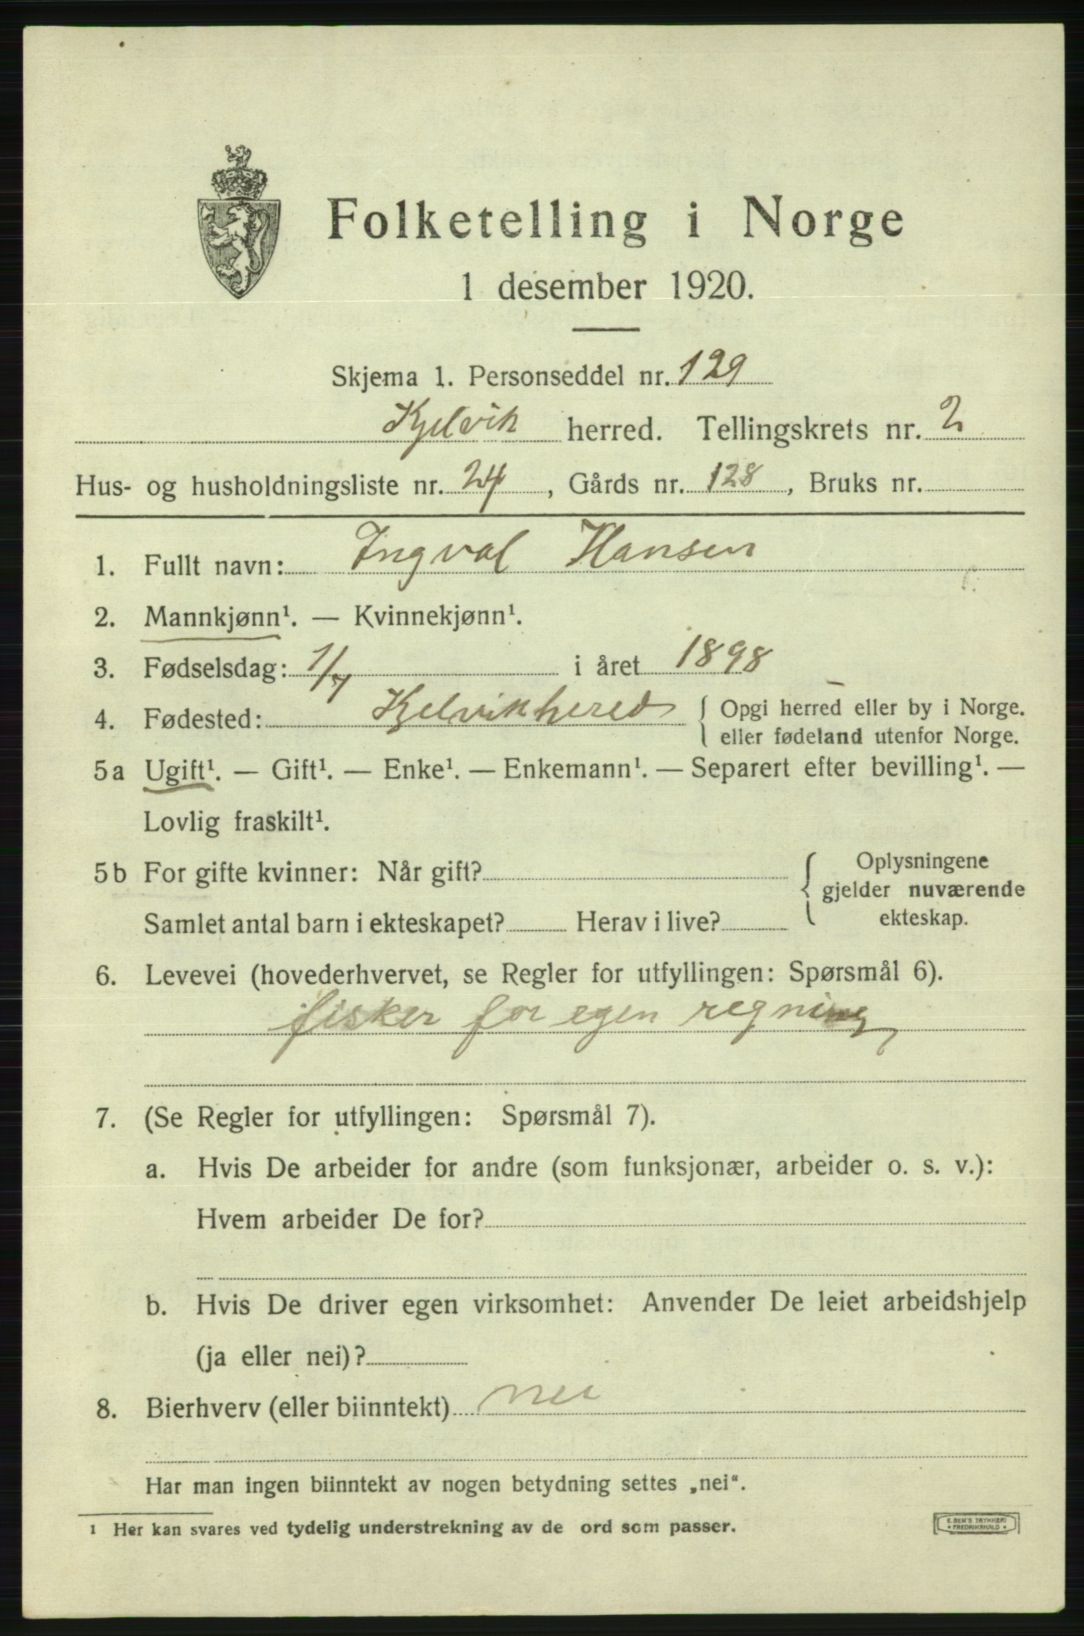 Folketelling i Norge
1 desember 1920.
Skjema 1. Personseddel nr. 129
Kjelvik herred. Tellingskrets nr. 2
Hus- og husholdningsliste nr. 24, Gårds nr. 128, Bruks nr.
1. Fullt navn: Ingval Hansen
2. Mannkjønn¹. — Kvinnekjønn¹.
3. Fødselsdag: 1/7 i året 1898
4. Fødested: Kjelvikherred { Opgi herred eller by i Norge.
eller fødeland utenfor Norge.
5a Ugift¹. — Gift¹. — Enke¹. — Enkemann¹. — Separert efter bevilling¹. —
Lovlig fraskilt¹.
5b For gifte kvinner: Når gift? { Oplysningene
gjelder nuværende
ekteskap.
Samlet antal barn i ekteskapet? Herav i live?
6. Levevei (hovederhvervet, se Regler for utfyllingen: Spørsmål 6).
fisker for egen regning
7. (Se Regler for utfyllingen: Spørsmål 7).
a. Hvis De arbeider for andre (som funksjonær, arbeider o. s. v.):
Hvem arbeider De for?
b. Hvis De driver egen virksomhet: Anvender De leiet arbeidshjelp
(ja eller nei)?
8. Bierhverv (eller biinntekt) nei
Har man ingen biinntekt av nogen betydning settes „nei".
¹ Her kan svares ved tydelig understrekning av de ord som passer.
E. SEM'S TRYKKERI
FREDRIKSHALD